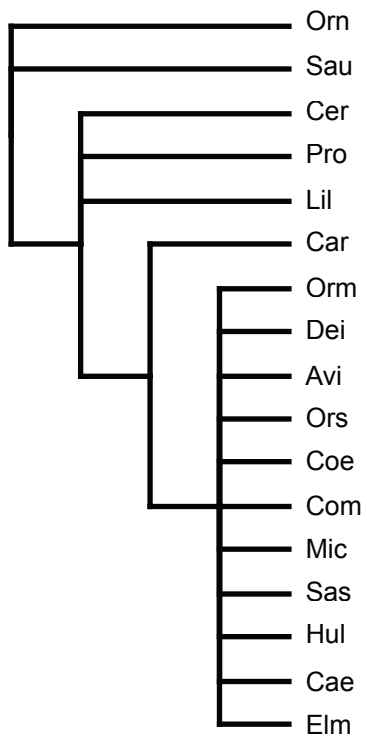 Orn
Sau
Cer
Pro
Lil
Car
Orm
Dei
Avi
Ors
Coe
Com
Mic
Sas
Hul
Cae
Elm